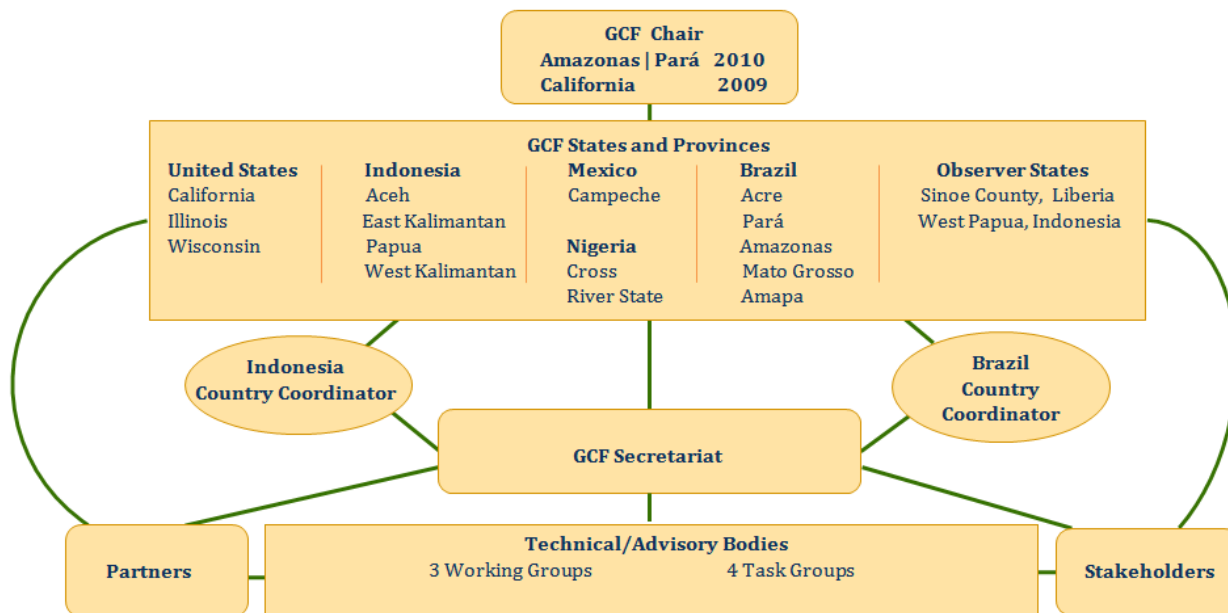 GCF Chair
Amazonas | Pará 2010
California 2009
GCF States and Provinces
United States
California
Illinois
Wisconsin
Indonesia
Aceh
East Kalimantan
Papua
West Kalimantan
Mexico
Campeche
Nigeria
Cross
River State
Brazil
Acre
Pará
Amazonas
Mato Grosso
Amapa
Observer States
Sinoe County, Liberia
West Papua, Indonesia
Indonesia
Country Coordinator
Brazil
Country
Coordinator
GCF Secretariat
Partners
Technical/Advisory Bodies
3 Working Groups 4 Task Groups
Stakeholders